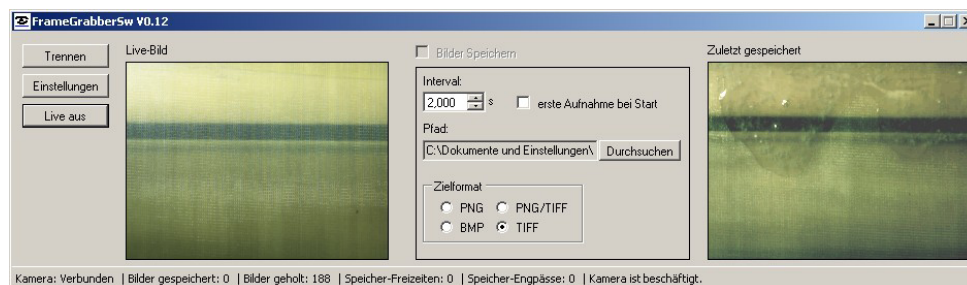 FrameGrabberSw V0.12
Trennen
Einstellungen
Live aus
Live-Bild
Bilder Speichern
Interval:
2,000 s
erste Aufnahme bei Start
Pfad:
C:\Dokumente und Einstellungen\ Durchsuchen
Zielformat
PNG PNG/TIFF
BMP TIFF
Zuletzt gespeichert
Kamera: Verbunden | Bilder gespeichert: 0 | Bilder geholt: 188 | Speicher-Freizeiten: 0 | Speicher-Engpässe: 0 | Kamera ist beschäftigt.